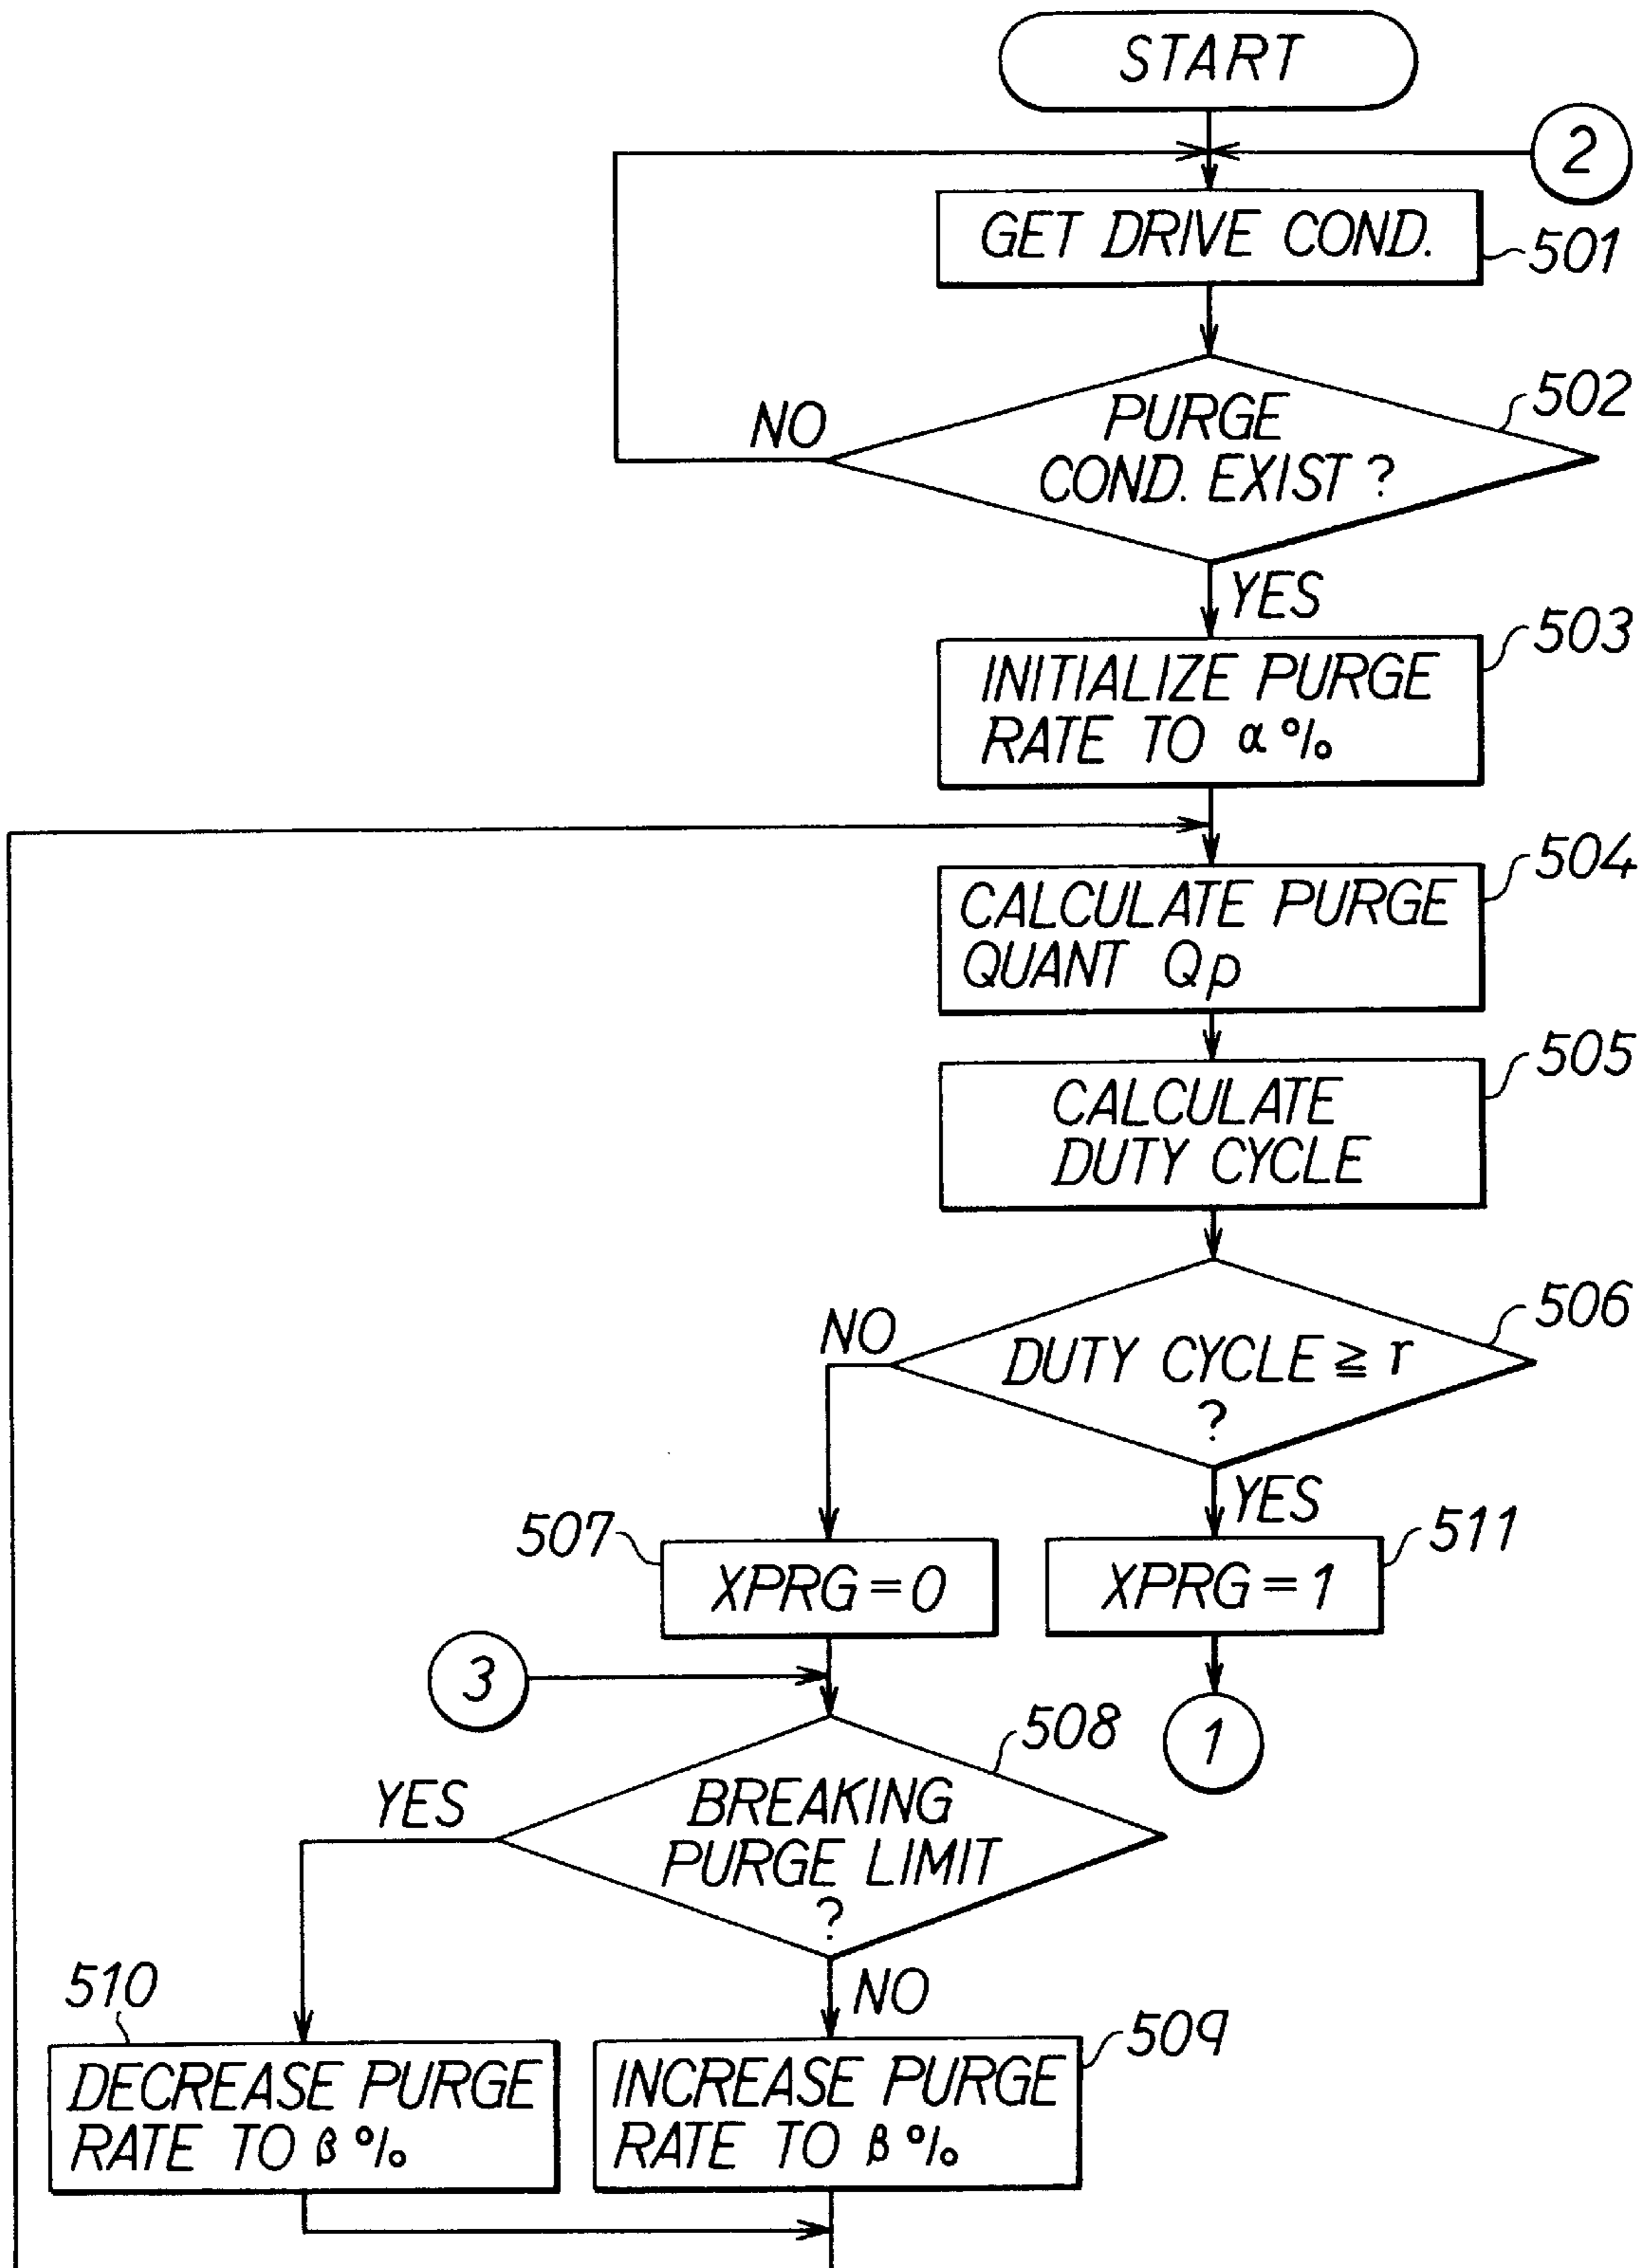 START
2
GET DRIVE COND.
501
502
PURGE
COND. EXIST ?
NO
YES
503
INITIALIZE PURGE
RATE TO α %
504
CALCULATE PURGE
QUANT Qp
505
CALCULATE
DUTY CYCLE
506
NO
DUTY CYCLE ≧ r
?
YES
507
511
XPRG = 0
XPRG = 1
3
1
508
YES
BREAKING
PURGE LIMIT
?
510
NO
509
DECREASE PURGE
RATE TO β %
INCREASE PURGE
RATE TO β %